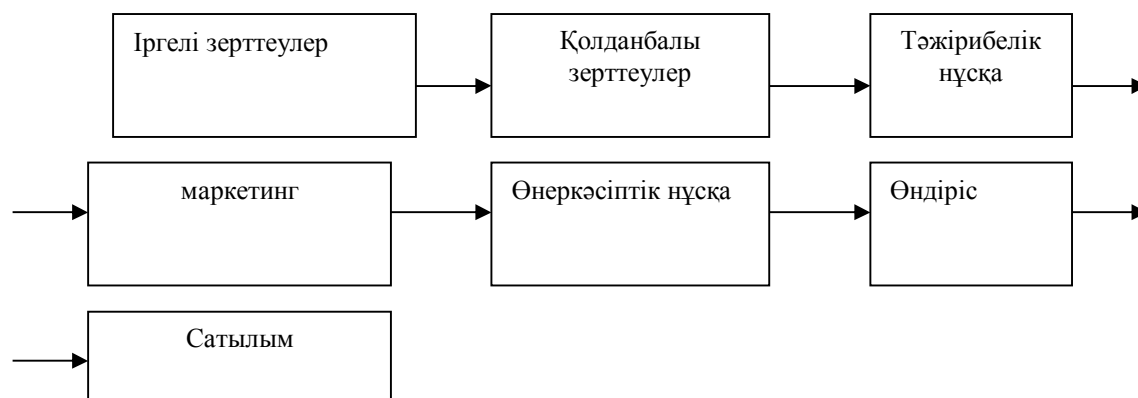 Іргелі зерттеулер
Қолданбалы
зерттеулер
Тәжірибелік
нұсқа
маркетинг
Өнеркәсіптік нұсқа
Өндіріс
Сатылым